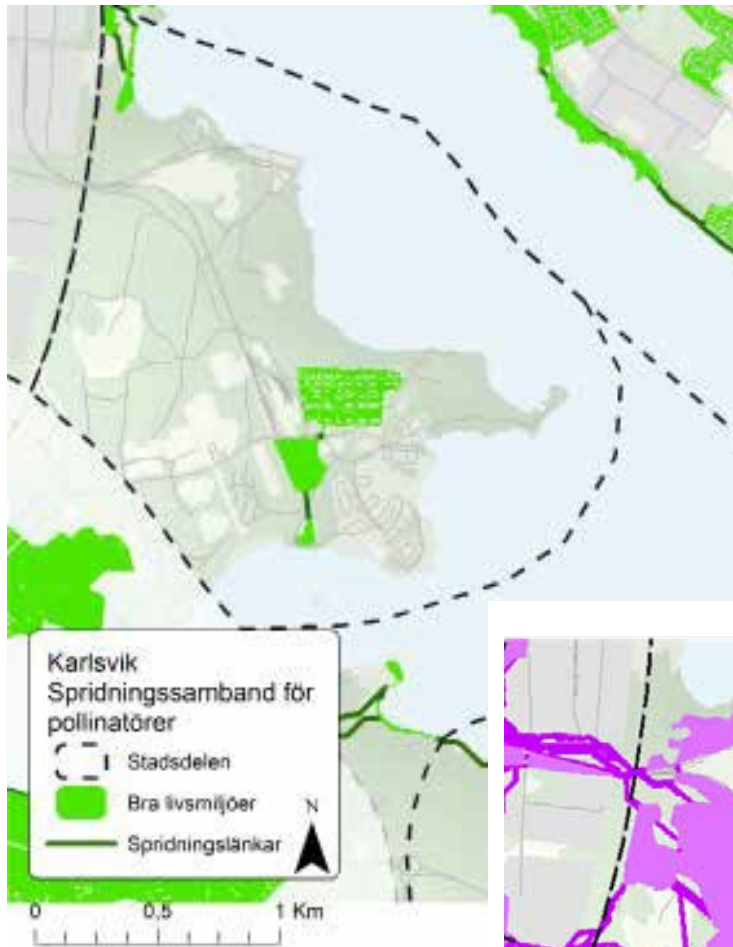 Karlsvik
Spridningssamband för
pollinatörer
Stadsdelen
Bra livsmiljöer
Spridningslänkar
N
0 0,5 1 Km